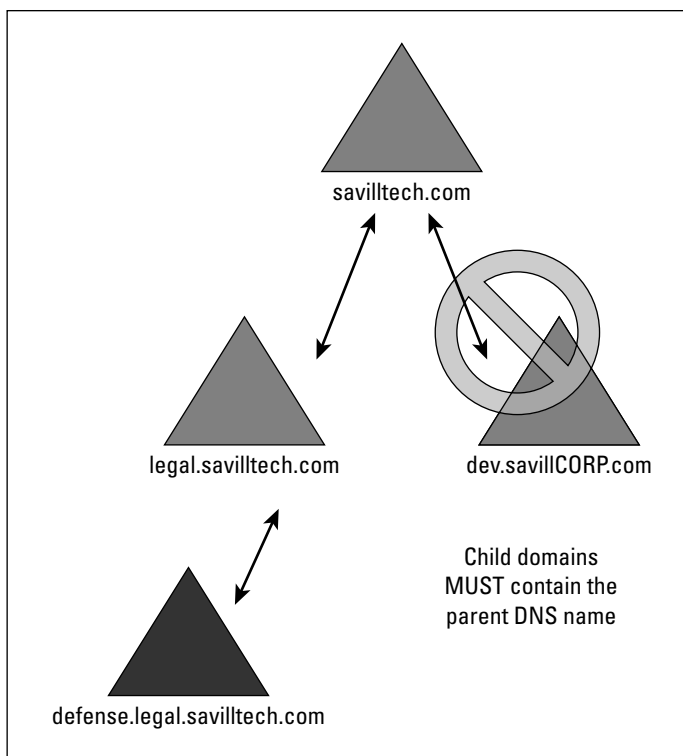 savilltech.com
legal.savilltech.com
dev.savillCORP.com
Child domains
MUST contain the
parent DNS name
defense.legal.savilltech.com